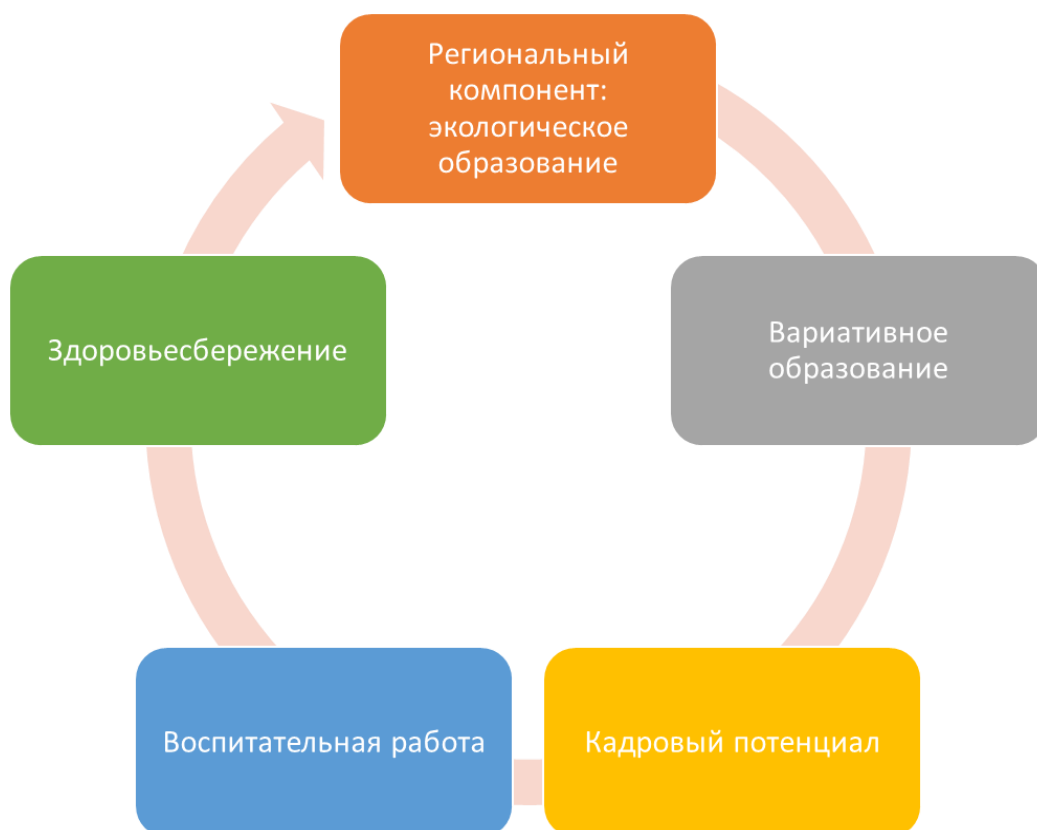 Региональный
компонент:
экологическое
образование
Здоровьесбережение
Вариативное
образование
Воспитательная работа
Кадровый потенциал